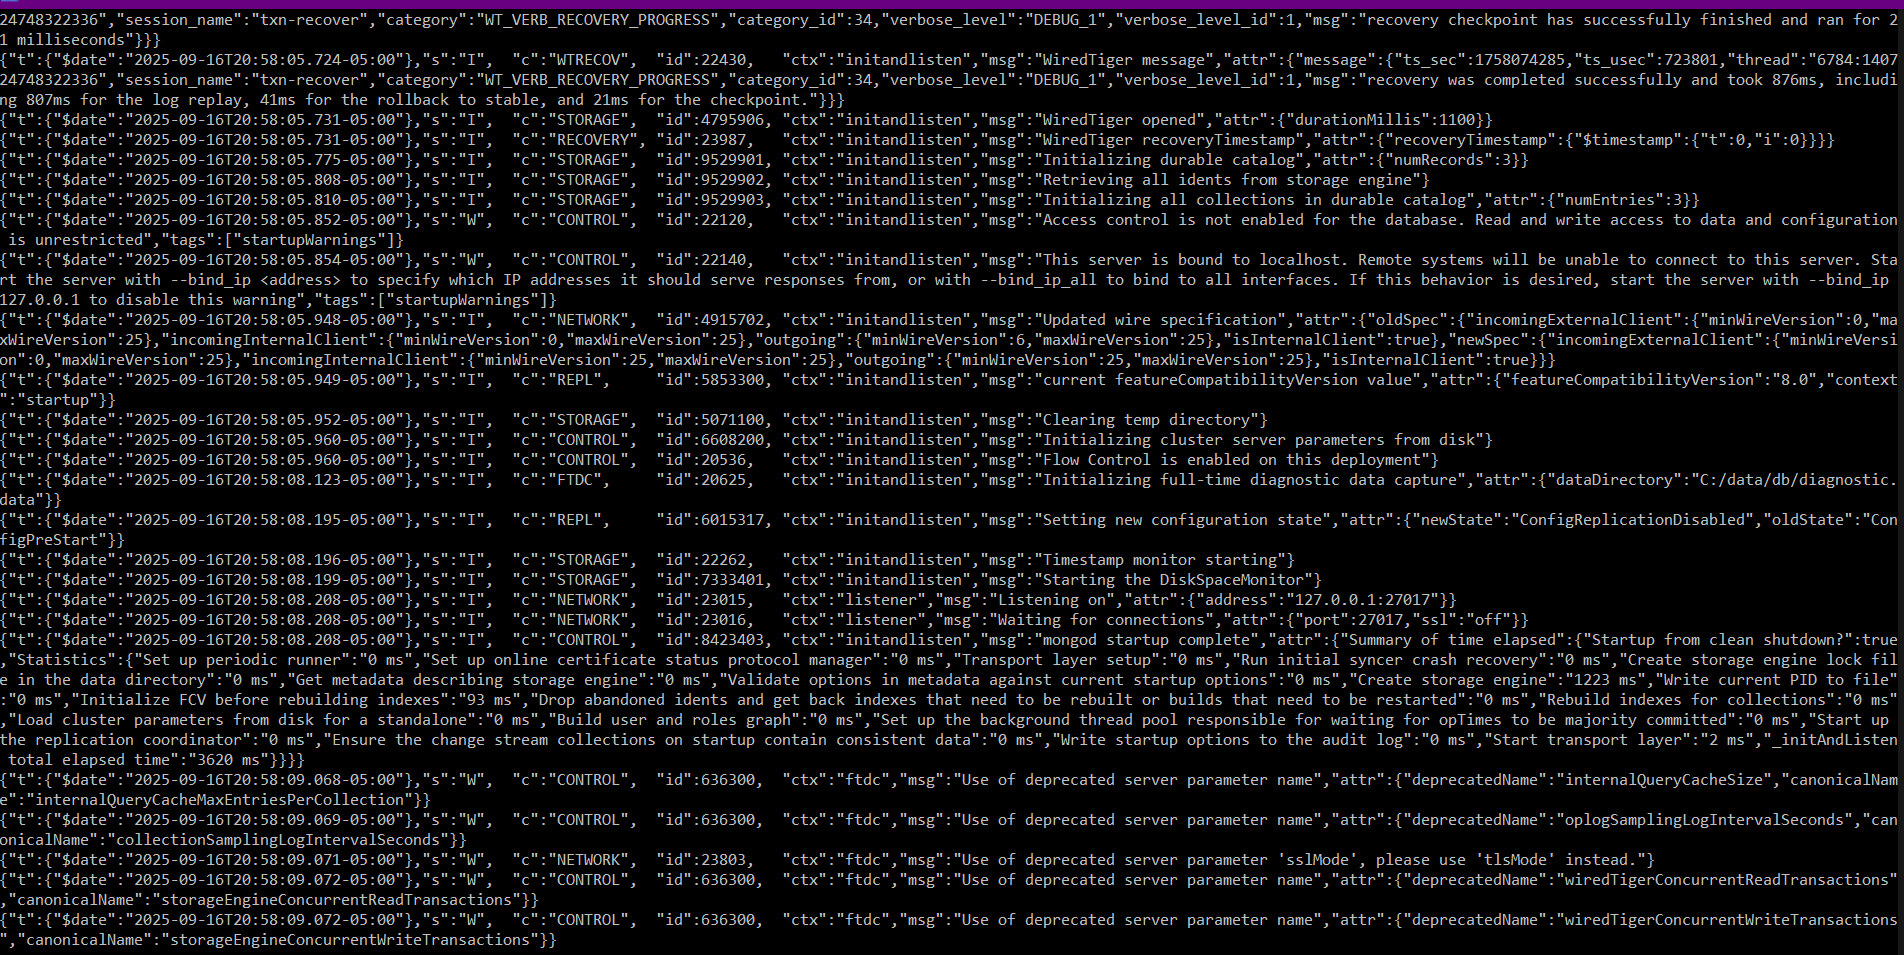 24748322336","session_name":"txn-recover","category":"WT_VERB_RECOVERY_PROGRESS","category_id":34,"verbose_level":"DEBUG_1","verbose_level_id":1,"msg":"recovery checkpoint has successfully finished and ran for 2
1 milliseconds"}}}
{"t":{"$date":"2025-09-16T20:58:05.724-05:00"},"s":"I",  "c":"WTRECOV",  "id":22430,   "ctx":"initandlisten","msg":"WiredTiger message","attr":{"message":{"ts_sec":1758074285,"ts_usec":723801,"thread":"6784:1407
24748322336","session_name":"txn-recover","category":"WT_VERB_RECOVERY_PROGRESS","category_id":34,"verbose_level":"DEBUG_1","verbose_level_id":1,"msg":"recovery was completed successfully and took 876ms, includi
ng 807ms for the log replay, 41ms for the rollback to stable, and 21ms for the checkpoint."}}}
{"t":{"$date":"2025-09-16T20:58:05.731-05:00"},"s":"I",  "c":"STORAGE",  "id":4795906, "ctx":"initandlisten","msg":"WiredTiger opened","attr":{"durationMillis":1100}}
{"t":{"$date":"2025-09-16T20:58:05.731-05:00"},"s":"I",  "c":"RECOVERY", "id":23987,   "ctx":"initandlisten","msg":"WiredTiger recoveryTimestamp","attr":{"recoveryTimestamp":{"$timestamp":{"t":0,"i":0}}}}
{"t":{"$date":"2025-09-16T20:58:05.775-05:00"},"s":"I",  "c":"STORAGE",  "id":9529901, "ctx":"initandlisten","msg":"Initializing durable catalog","attr":{"numRecords":3}}
{"t":{"$date":"2025-09-16T20:58:05.808-05:00"},"s":"I",  "c":"STORAGE",  "id":9529902, "ctx":"initandlisten","msg":"Retrieving all idents from storage engine"}
{"t":{"$date":"2025-09-16T20:58:05.810-05:00"},"s":"I",  "c":"STORAGE",  "id":9529903, "ctx":"initandlisten","msg":"Initializing all collections in durable catalog","attr":{"numEntries":3}}
{"t":{"$date":"2025-09-16T20:58:05.852-05:00"},"s":"W",  "c":"CONTROL",  "id":22120,   "ctx":"initandlisten","msg":"Access control is not enabled for the database. Read and write access to data and configuration
 is unrestricted","tags":["startupWarnings"]}
{"t":{"$date":"2025-09-16T20:58:05.854-05:00"},"s":"W",  "c":"CONTROL",  "id":22140,   "ctx":"initandlisten","msg":"This server is bound to localhost. Remote systems will be unable to connect to this server. Sta
rt the server with --bind_ip <address> to specify which IP addresses it should serve responses from, or with --bind_ip_all to bind to all interfaces. If this behavior is desired, start the server with --bind_ip
127.0.0.1 to disable this warning","tags":["startupWarnings"]}
{"t":{"$date":"2025-09-16T20:58:05.948-05:00"},"s":"I",  "c":"NETWORK",  "id":4915702, "ctx":"initandlisten","msg":"Updated wire specification","attr":{"oldSpec":{"incomingExternalClient":{"minWireVersion":0,"ma
xWireVersion":25},"incomingInternalClient":{"minWireVersion":0,"maxWireVersion":25},"outgoing":{"minWireVersion":6,"maxWireVersion":25},"isInternalClient":true},"newSpec":{"incomingExternalClient":{"minWireVersi
on":0,"maxWireVersion":25},"incomingInternalClient":{"minWireVersion":25,"maxWireVersion":25},"outgoing":{"minWireVersion":25,"maxWireVersion":25},"isInternalClient":true}}}
{"t":{"$date":"2025-09-16T20:58:05.949-05:00"},"s":"I",  "c":"REPL",     "id":5853300, "ctx":"initandlisten","msg":"current featureCompatibilityVersion value","attr":{"featureCompatibilityVersion":"8.0","context
":"startup"}}
{"t":{"$date":"2025-09-16T20:58:05.952-05:00"},"s":"I",  "c":"STORAGE",  "id":5071100, "ctx":"initandlisten","msg":"Clearing temp directory"}
{"t":{"$date":"2025-09-16T20:58:05.960-05:00"},"s":"I",  "c":"CONTROL",  "id":6608200, "ctx":"initandlisten","msg":"Initializing cluster server parameters from disk"}
{"t":{"$date":"2025-09-16T20:58:05.960-05:00"},"s":"I",  "c":"CONTROL",  "id":20536,   "ctx":"initandlisten","msg":"Flow Control is enabled on this deployment"}
{"t":{"$date":"2025-09-16T20:58:08.123-05:00"},"s":"I",  "c":"FTDC",     "id":20625,   "ctx":"initandlisten","msg":"Initializing full-time diagnostic data capture","attr":{"dataDirectory":"C:/data/db/diagnostic.
data"}}
{"t":{"$date":"2025-09-16T20:58:08.195-05:00"},"s":"I",  "c":"REPL",     "id":6015317, "ctx":"initandlisten","msg":"Setting new configuration state","attr":{"newState":"ConfigReplicationDisabled","oldState":"Con
figPreStart"}}
{"t":{"$date":"2025-09-16T20:58:08.196-05:00"},"s":"I",  "c":"STORAGE",  "id":22262,   "ctx":"initandlisten","msg":"Timestamp monitor starting"}
{"t":{"$date":"2025-09-16T20:58:08.199-05:00"},"s":"I",  "c":"STORAGE",  "id":7333401, "ctx":"initandlisten","msg":"Starting the DiskSpaceMonitor"}
{"t":{"$date":"2025-09-16T20:58:08.208-05:00"},"s":"I",  "c":"NETWORK",  "id":23015,   "ctx":"listener","msg":"Listening on","attr":{"address":"127.0.0.1:27017"}}
{"t":{"$date":"2025-09-16T20:58:08.208-05:00"},"s":"I",  "c":"NETWORK",  "id":23016,   "ctx":"listener","msg":"Waiting for connections","attr":{"port":27017,"ssl":"off"}}
{"t":{"$date":"2025-09-16T20:58:08.208-05:00"},"s":"I",  "c":"CONTROL",  "id":8423403, "ctx":"initandlisten","msg":"mongod startup complete","attr":{"Summary of time elapsed":{"Startup from clean shutdown?":true
,"Statistics":{"Set up periodic runner":"0 ms","Set up online certificate status protocol manager":"0 ms","Transport layer setup":"0 ms","Run initial syncer crash recovery":"0 ms","Create storage engine lock fil
e in the data directory":"0 ms","Get metadata describing storage engine":"0 ms","Validate options in metadata against current startup options":"0 ms","Create storage engine":"1223 ms","Write current PID to file"
:"0 ms","Initialize FCV before rebuilding indexes":"93 ms","Drop abandoned idents and get back indexes that need to be rebuilt or builds that need to be restarted":"0 ms","Rebuild indexes for collections":"0 ms"
,"Load cluster parameters from disk for a standalone":"0 ms","Build user and roles graph":"0 ms","Set up the background thread pool responsible for waiting for opTimes to be majority committed":"0 ms","Start up
the replication coordinator":"0 ms","Ensure the change stream collections on startup contain consistent data":"0 ms","Write startup options to the audit log":"0 ms","Start transport layer":"2 ms","_initAndListen
 total elapsed time":"3620 ms"}}}}
{"t":{"$date":"2025-09-16T20:58:09.068-05:00"},"s":"W",  "c":"CONTROL",  "id":636300,  "ctx":"ftdc","msg":"Use of deprecated server parameter name","attr":{"deprecatedName":"internalQueryCacheSize","canonicalNam
e":"internalQueryCacheMaxEntriesPerCollection"}}
{"t":{"$date":"2025-09-16T20:58:09.069-05:00"},"s":"W",  "c":"CONTROL",  "id":636300,  "ctx":"ftdc","msg":"Use of deprecated server parameter name","attr":{"deprecatedName":"oplogSamplingLogIntervalSeconds","can
onicalName":"collectionSamplingLogIntervalSeconds"}}
{"t":{"$date":"2025-09-16T20:58:09.071-05:00"},"s":"W",  "c":"NETWORK",  "id":23803,   "ctx":"ftdc","msg":"Use of deprecated server parameter 'sslMode', please use 'tlsMode' instead."}
{"t":{"$date":"2025-09-16T20:58:09.072-05:00"},"s":"W",  "c":"CONTROL",  "id":636300,  "ctx":"ftdc","msg":"Use of deprecated server parameter name","attr":{"deprecatedName":"wiredTigerConcurrentReadTransactions"
,"canonicalName":"storageEngineConcurrentReadTransactions"}}
{"t":{"$date":"2025-09-16T20:58:09.072-05:00"},"s":"W",  "c":"CONTROL",  "id":636300,  "ctx":"ftdc","msg":"Use of deprecated server parameter name","attr":{"deprecatedName":"wiredTigerConcurrentWriteTransactions
","canonicalName":"storageEngineConcurrentWriteTransactions"}}